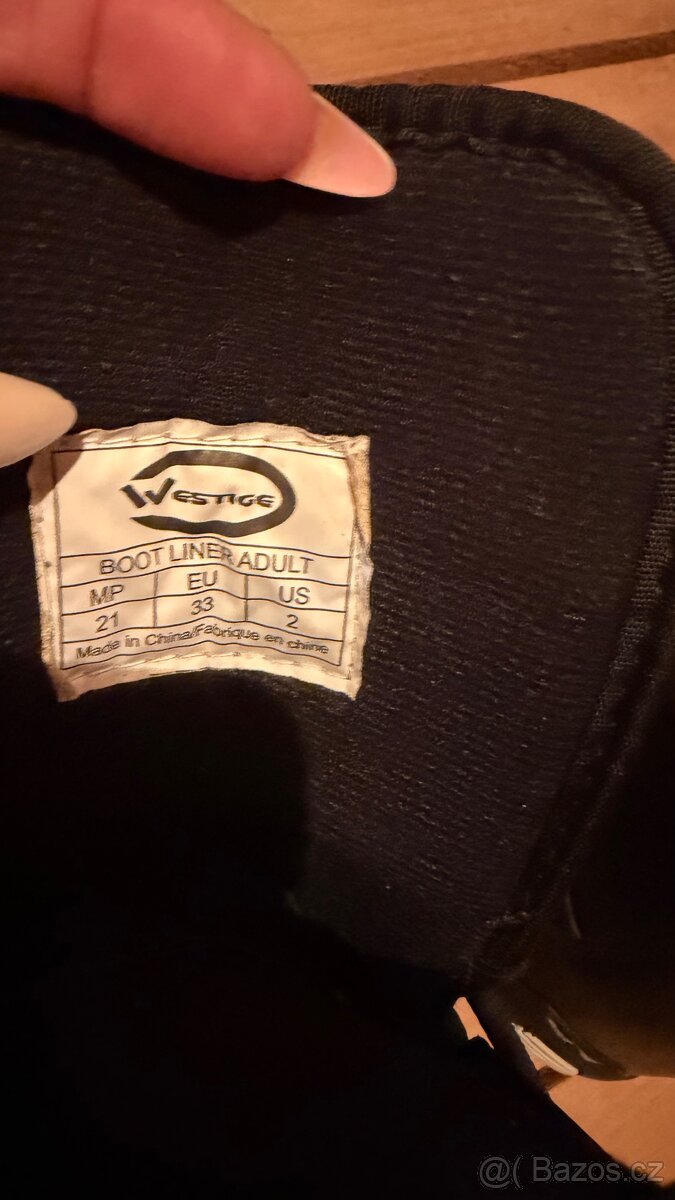 WESTIGE
BOOT LINER ADULT
MP EU US
21 33 2
Made in China/Fabrique en chine
@( Bazos.cz